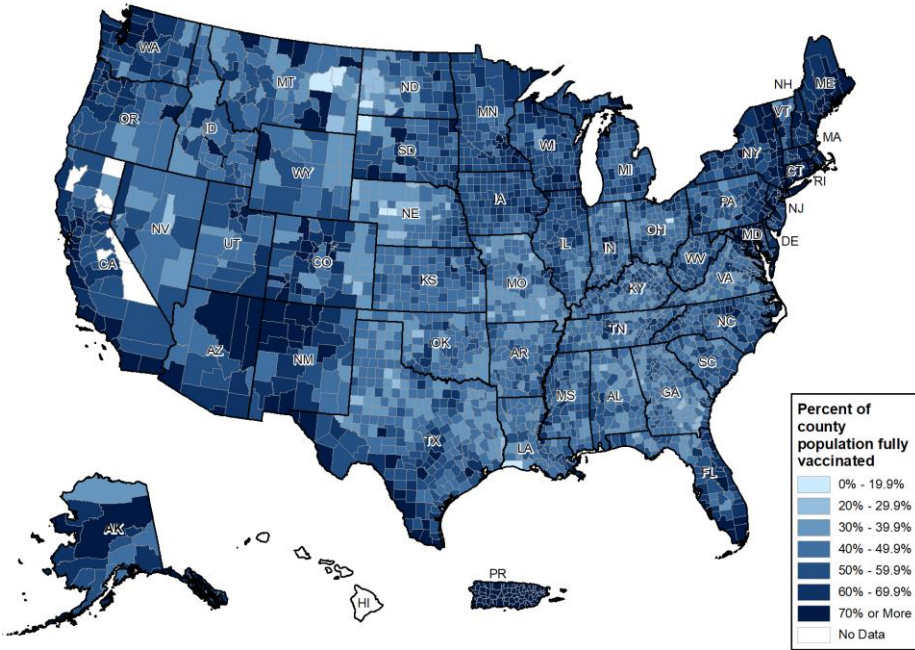 WA
MT
ND
MN
OR
ID
WY
SD
WI
MI
NH
VT
ME
MA
NY
CT
RI
NJ
PA
DE
MD
NV
UT
CO
NE
IA
IL
IN
OH
WV
VA
CA
KS
MO
KY
AZ
NM
OK
AR
TN
NC
SC
TX
LA
MS
AL
GA
FL
AK
HI
PR
Percent of
county
population fully
vaccinated
0% - 19.9%
20% - 29.9%
30% - 39.9%
40% - 49.9%
50% - 59.9%
60% - 69.9%
70% or More
No Data